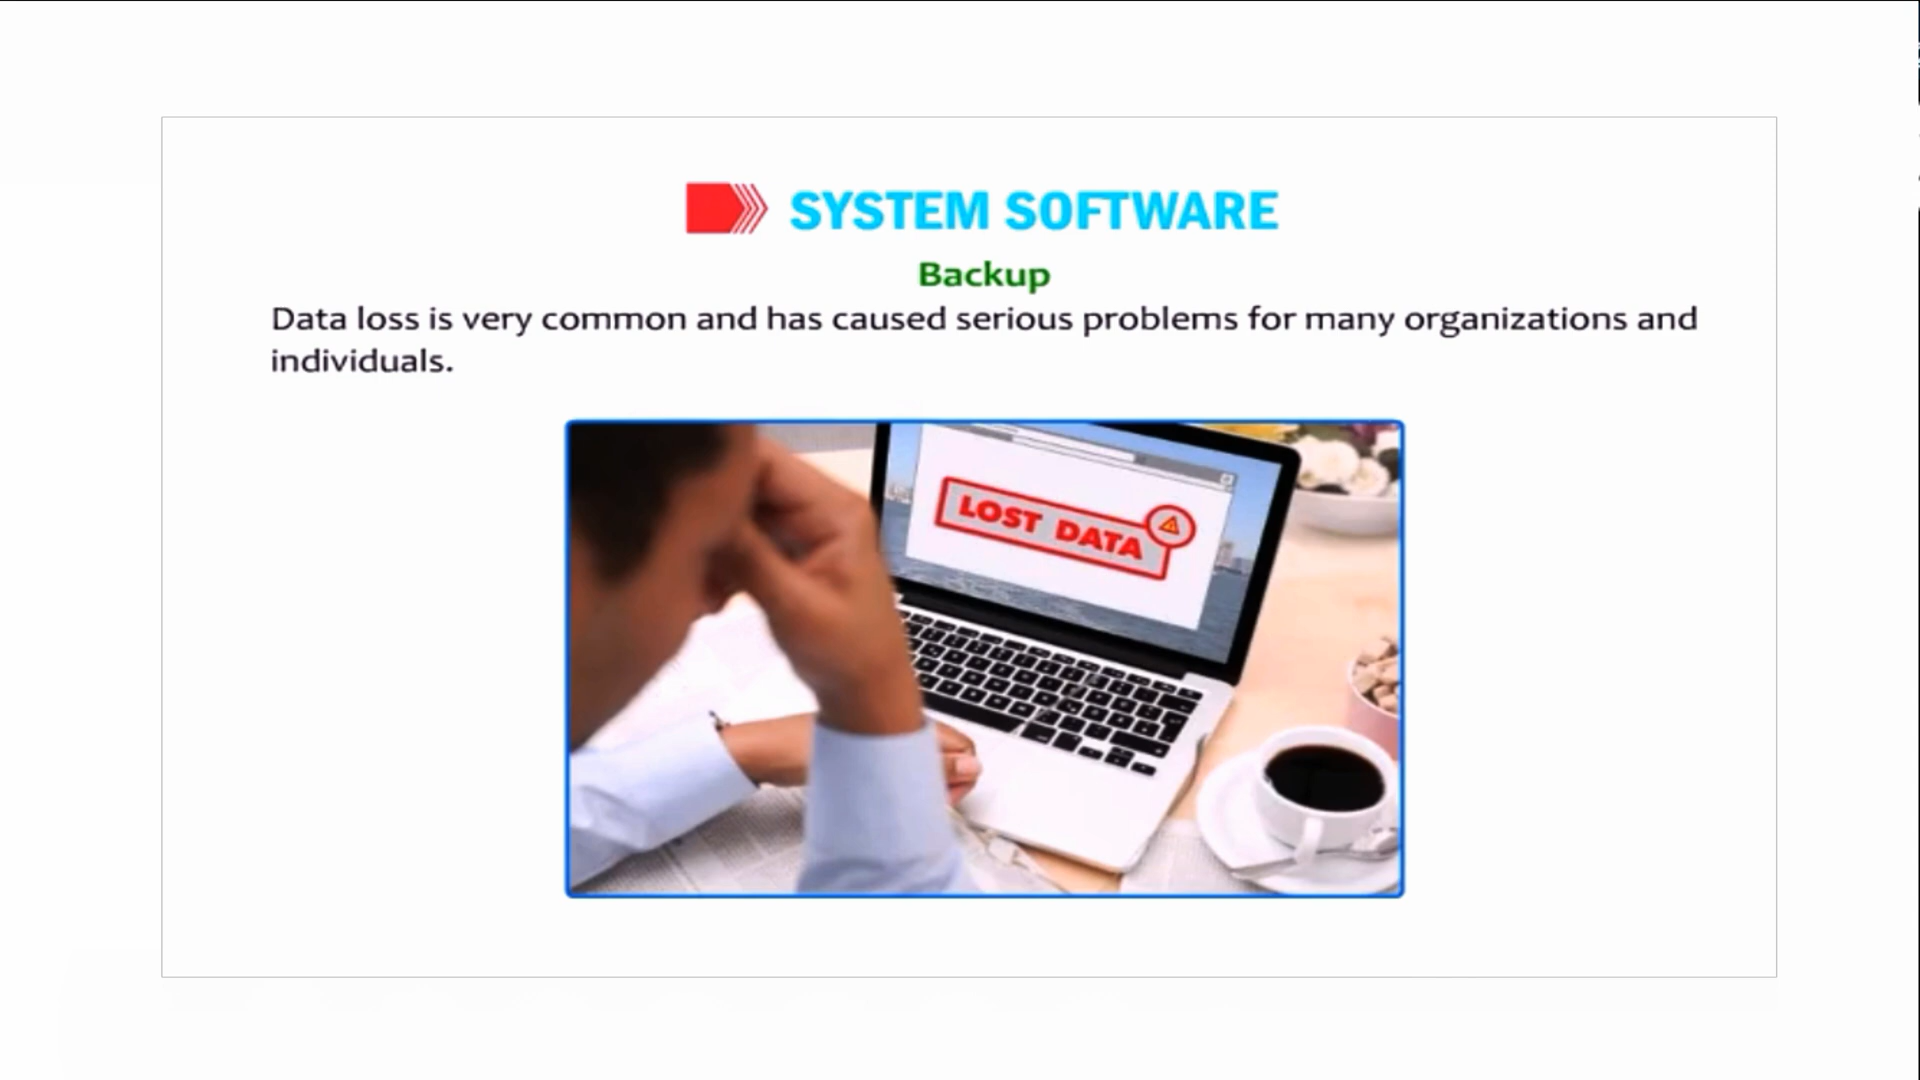 SYSTEM SOFTWARE
Backup
Data loss is very common and has caused serious problems for many organizations and
individuals.
LOST DATA